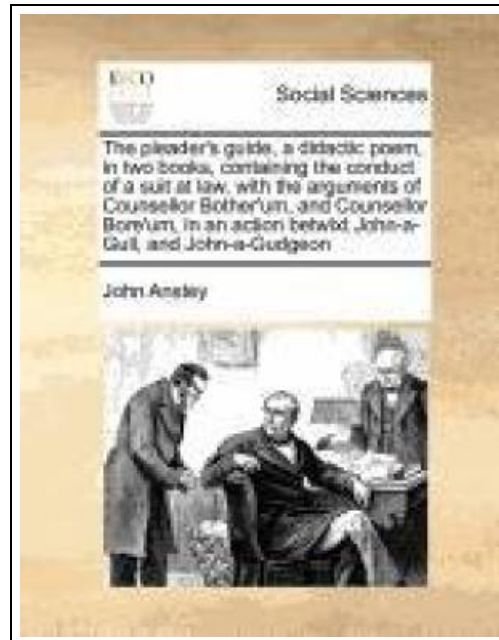 ECCO
Social Sciences
The pleader's guide, a didactic poem,
in two books, containing the conduct
of a suit at law, with the arguments of
Counsellor Bother'um, and Counsellor
Bore'um, in an action betwixt John-a-
Gull, and John-a-Gudgeon
John Anstey